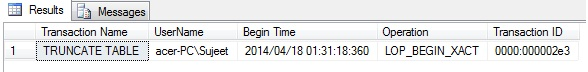 Results Messages
Transaction Name UserName Begin Time Operation Transaction ID
1 TRUNCATE TABLE acer-PC\Sujeet 2014/04/18 01:31:18:360 LOP_BEGIN_XACT 0000:000002e3